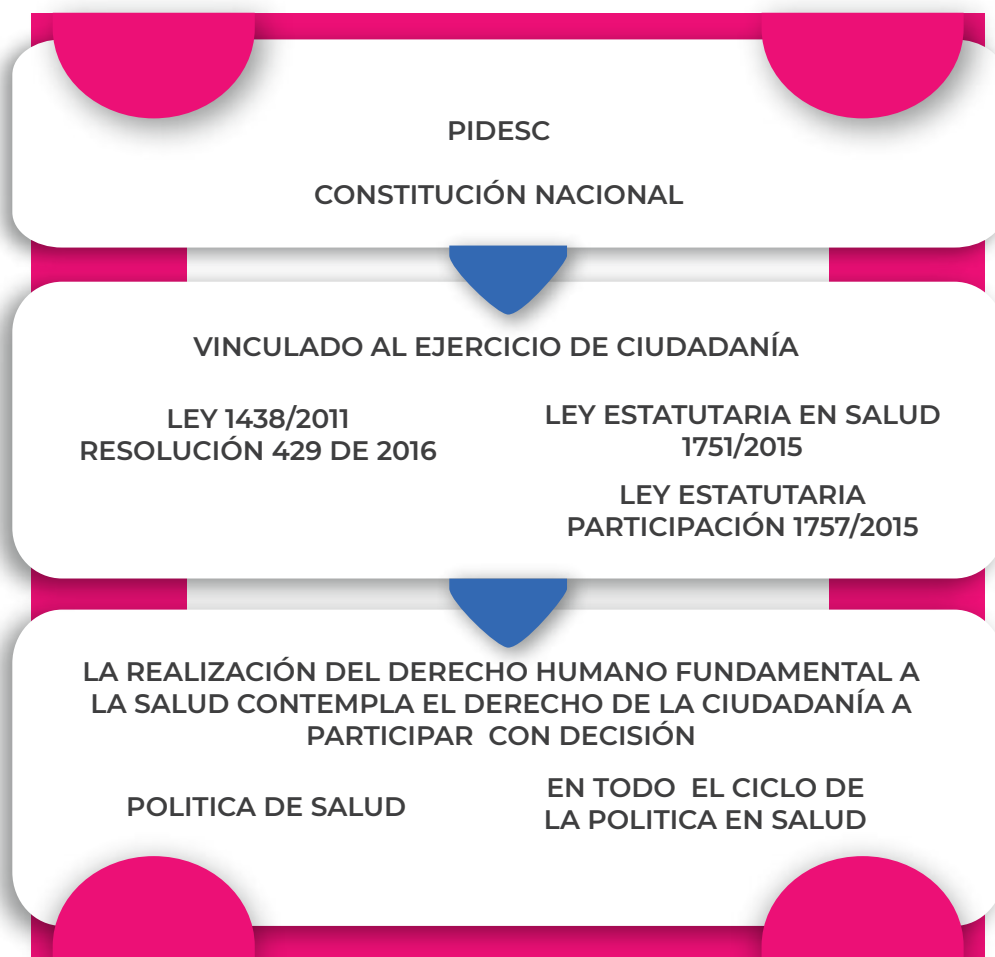 PIDESC
CONSTITUCIÓN NACIONAL
VINCULADO AL EJERCICIO DE CIUDADANÍA
LEY 1438/2011
RESOLUCIÓN 429 DE 2016
LEY ESTATUTARIA EN SALUD
1751/2015
LEY ESTATUTARIA
PARTICIPACIÓN 1757/2015
LA REALIZACIÓN DEL DERECHO HUMANO FUNDAMENTAL A
LA SALUD CONTEMPLA EL DERECHO DE LA CIUDADANÍA A
PARTICIPAR CON DECISIÓN
POLITICA DE SALUD
EN TODO EL CICLO DE
LA POLITICA EN SALUD